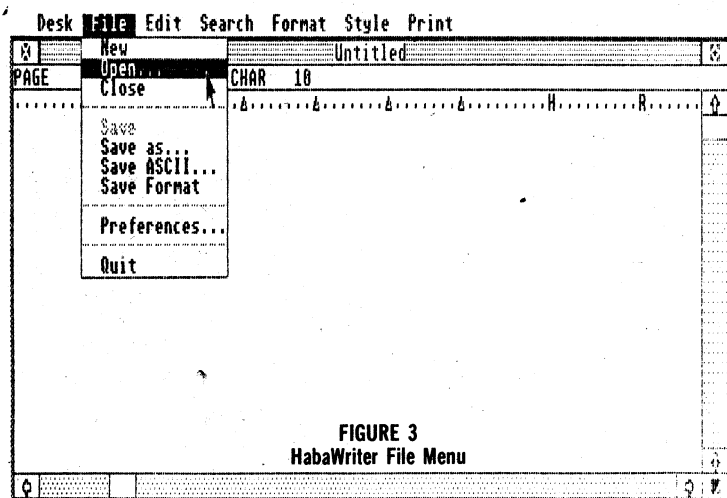 Desk File Edit Search Format Style Print
Untitled
PAGE CHAR 10
H R
New
Open...
Close
Save
Save as...
Save ASCII...
Save Format
Preferences...
Quit
FIGURE 3
HabaWriter File Menu